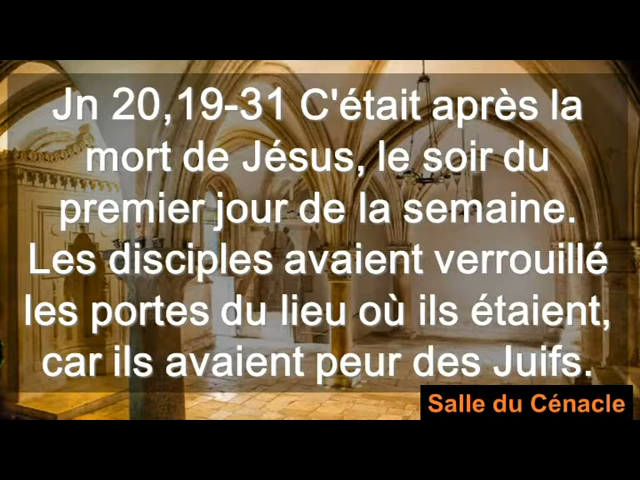 Jn 20,19-31 C'était après la
mort de Jésus, le soir du
premier jour de la semaine.
Les disciples avaient verrouillé
les portes du lieu où ils étaient,
car ils avaient peur des Juifs.
Salle du Cénacle